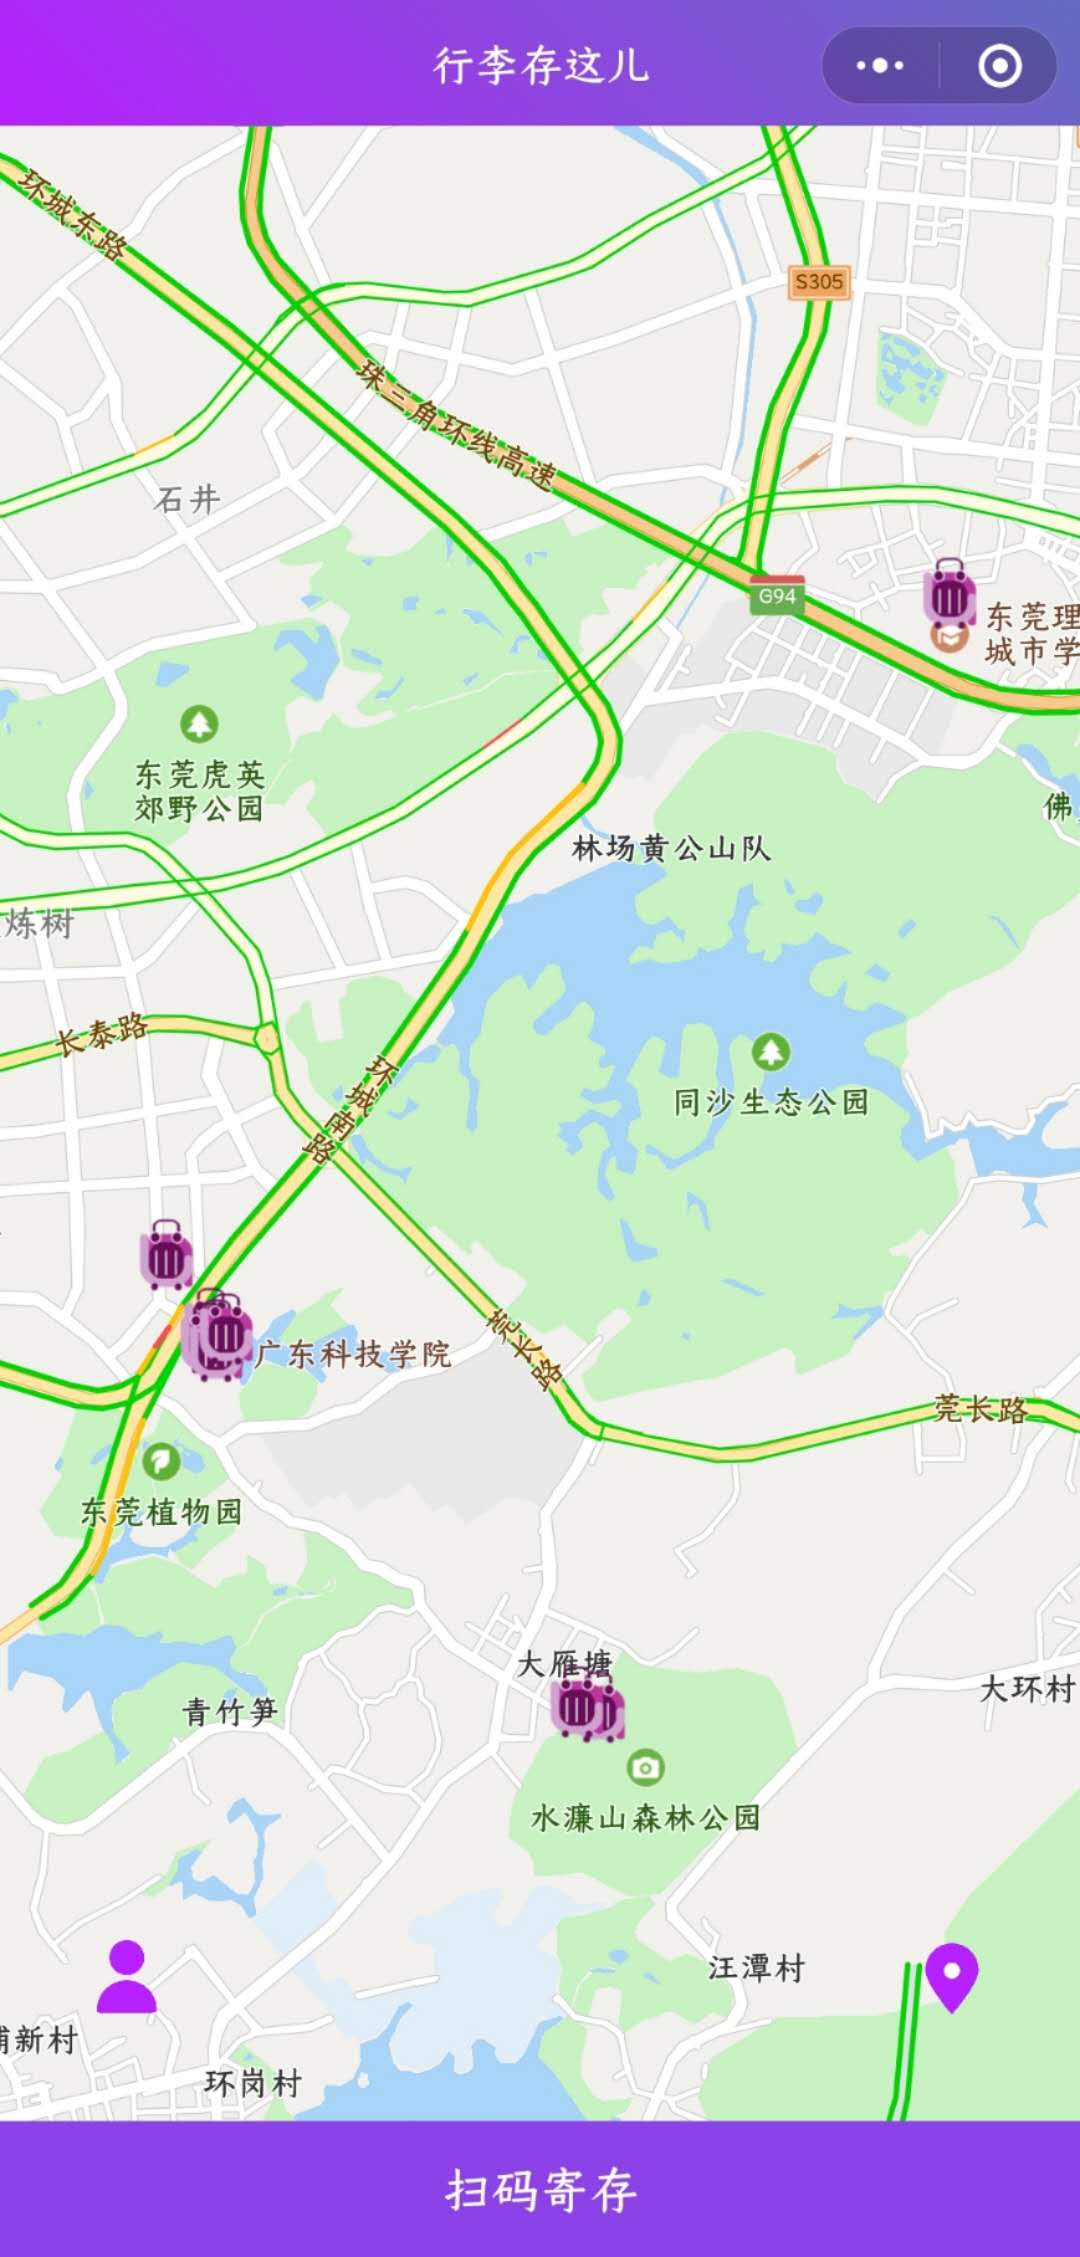 行李存这儿
环城东路
S305
珠三角环线高速
石井
G94
东莞理
城市学
东莞虎英
郊野公园
佛
林场黄公山队
炼树
长泰路
环城南路
同沙生态公园
广东科技学院
莞长路
莞长路
东莞植物园
大雁塘
大环村
青竹笋
水濂山森林公园
汪潭村
新村
环岗村
扫码寄存